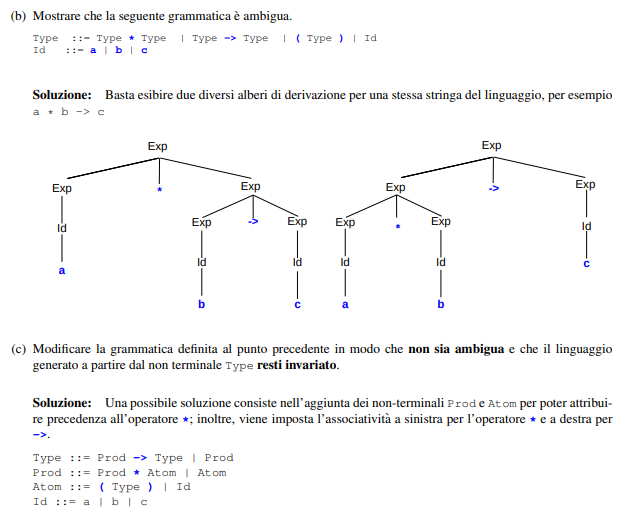 (b) Mostrare che la seguente grammatica è ambigua.
Type ::= Type * Type | Type -> Type | ( Type ) | Id
Id ::= a | b | c
Soluzione: Basta esibire due diversi alberi di derivazione per una stessa stringa del linguaggio, per esempio
a * b -> c
Exp Exp
Exp * Exp Exp -> Exp
Id Exp -> Exp Exp * Exp Id
a Id Id Id Id c
b c a b
(c) Modificare la grammatica definita al punto precedente in modo che non sia ambigua e che il linguaggio
generato a partire dal non terminale Type resti invariato.
Soluzione: Una possibile soluzione consiste nell'aggiunta dei non-terminali Prod e Atom per poter attribui-
re precedenza all'operatore *; inoltre, viene imposta l'associatività a sinistra per l'operatore * e a destra per
->.
Type ::= Prod -> Type | Prod
Prod ::= Prod * Atom | Atom
Atom ::= ( Type ) | Id
Id ::= a | b | c